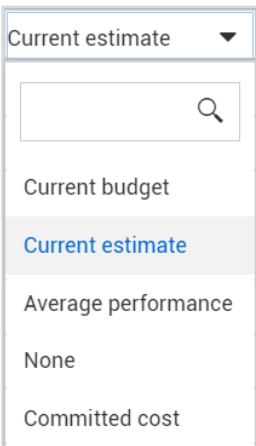 Current estimate
Current budget
Current estimate
Average performance
None
Committed cost